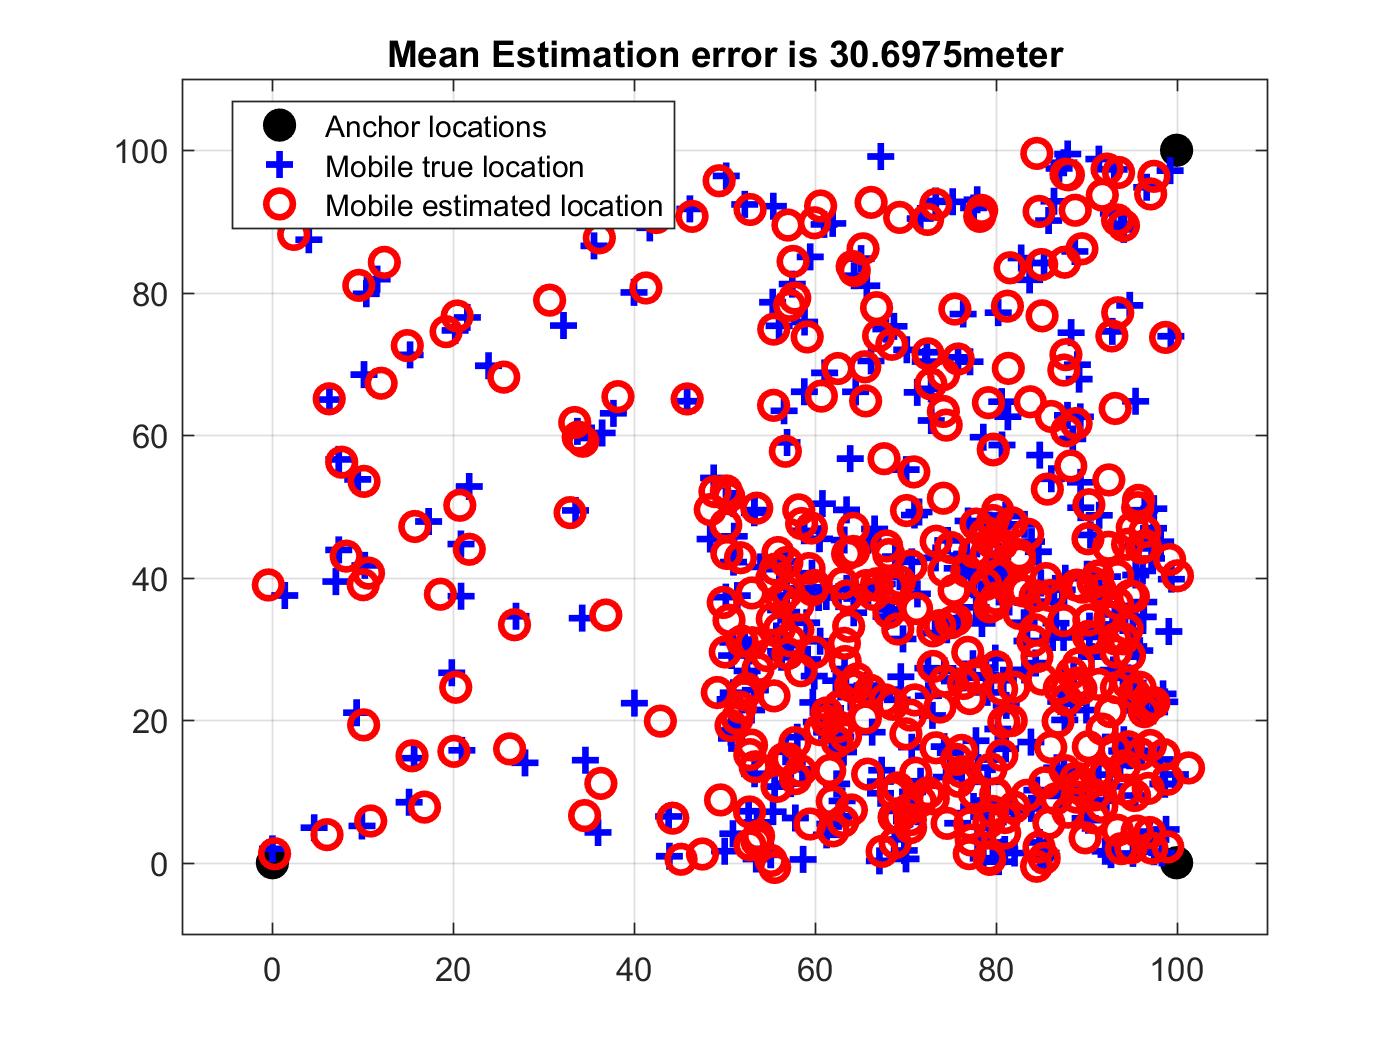 Mean Estimation error is 30.6975meter
Anchor locations
Mobile true location
Mobile estimated location
100
80
60
40
20
0
0 20 40 60 80 100